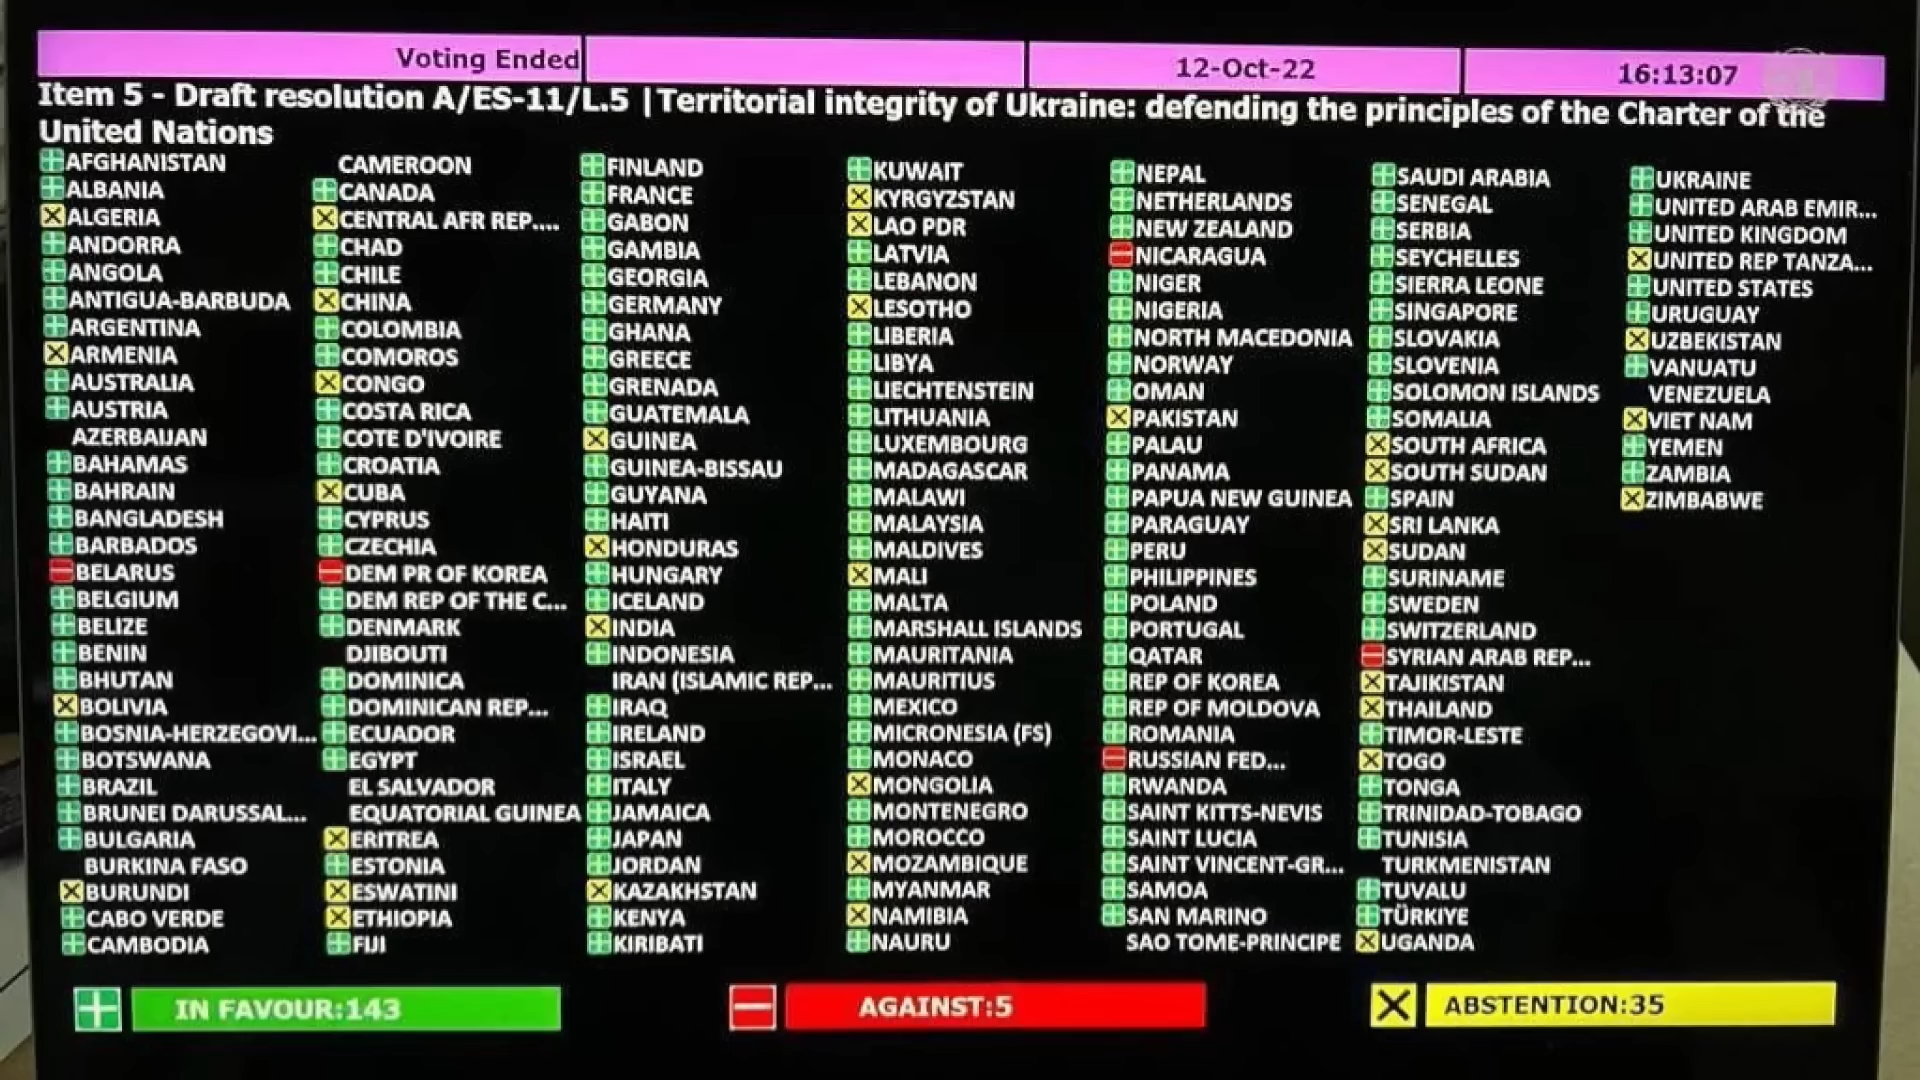 Voting Ended 12-Oct-22 16:13:07
Item 5 - Draft resolution A/ES-11/L.5 |Territorial integrity of Ukraine: defending the principles of the Charter of the
United Nations
AFGHANISTAN
ALBANIA
ALGERIA
ANDORRA
ANGOLA
ANTIGUA-BARBUDA
ARGENTINA
ARMENIA
AUSTRALIA
AUSTRIA
AZERBAIJAN
BAHAMAS
BAHRAIN
BANGLADESH
BARBADOS
BELARUS
BELGIUM
BELIZE
BENIN
BHUTAN
BOLIVIA
BOSNIA-HERZEGOVI...
BOTSWANA
BRAZIL
BRUNEI DARUSSAL...
BULGARIA
BURKINA FASO
BURUNDI
CABO VERDE
CAMBODIA
CAMEROON
CANADA
CENTRAL AFR REP....
CHAD
CHILE
CHINA
COLOMBIA
COMOROS
CONGO
COSTA RICA
COTE D'IVOIRE
CROATIA
CUBA
CYPRUS
CZECHIA
DEM PR OF KOREA
DEM REP OF THE C...
DENMARK
DJIBOUTI
DOMINICA
DOMINICAN REP...
ECUADOR
EGYPT
EL SALVADOR
EQUATORIAL GUINEA
ERITREA
ESTONIA
ESWATINI
ETHIOPIA
FIJI
FINLAND
FRANCE
GABON
GAMBIA
GEORGIA
GERMANY
GHANA
GREECE
GRENADA
GUATEMALA
GUINEA
GUINEA-BISSAU
GUYANA
HAITI
HONDURAS
HUNGARY
ICELAND
INDIA
INDONESIA
IRAN (ISLAMIC REP...
IRAQ
IRELAND
ISRAEL
ITALY
JAMAICA
JAPAN
JORDAN
KAZAKHSTAN
KENYA
KIRIBATI
KUWAIT
KYRGYZSTAN
LAO PDR
LATVIA
LEBANON
LESOTHO
LIBERIA
LIBYA
LIECHTENSTEIN
LITHUANIA
LUXEMBOURG
MADAGASCAR
MALAWI
MALAYSIA
MALDIVES
MALI
MALTA
MARSHALL ISLANDS
MAURITANIA
MAURITIUS
MEXICO
MICRONESIA (FS)
MONACO
MONGOLIA
MONTENEGRO
MOROCCO
MOZAMBIQUE
MYANMAR
NAMIBIA
NAURU
NEPAL
NETHERLANDS
NEW ZEALAND
NICARAGUA
NIGER
NIGERIA
NORTH MACEDONIA
NORWAY
OMAN
PAKISTAN
PALAU
PANAMA
PAPUA NEW GUINEA
PARAGUAY
PERU
PHILIPPINES
POLAND
PORTUGAL
QATAR
REP OF KOREA
REP OF MOLDOVA
ROMANIA
RUSSIAN FED...
RWANDA
SAINT KITTS-NEVIS
SAINT LUCIA
SAINT VINCENT-GR...
SAMOA
SAN MARINO
SAO TOME-PRINCIPE
SAUDI ARABIA
SENEGAL
SERBIA
SEYCHELLES
SIERRA LEONE
SINGAPORE
SLOVAKIA
SLOVENIA
SOLOMON ISLANDS
SOMALIA
SOUTH AFRICA
SOUTH SUDAN
SPAIN
SRI LANKA
SUDAN
SURINAME
SWEDEN
SWITZERLAND
SYRIAN ARAB REP...
TAJIKISTAN
THAILAND
TIMOR-LESTE
TOGO
TONGA
TRINIDAD-TOBAGO
TUNISIA
TURKMENISTAN
TUVALU
TÜRKIYE
UGANDA
UKRAINE
UNITED ARAB EMIR...
UNITED KINGDOM
UNITED REP TANZA...
UNITED STATES
URUGUAY
UZBEKISTAN
VANUATU
VENEZUELA
VIET NAM
YEMEN
ZAMBIA
ZIMBABWE
IN FAVOUR:143
AGAINST:5
ABSTENTION:35